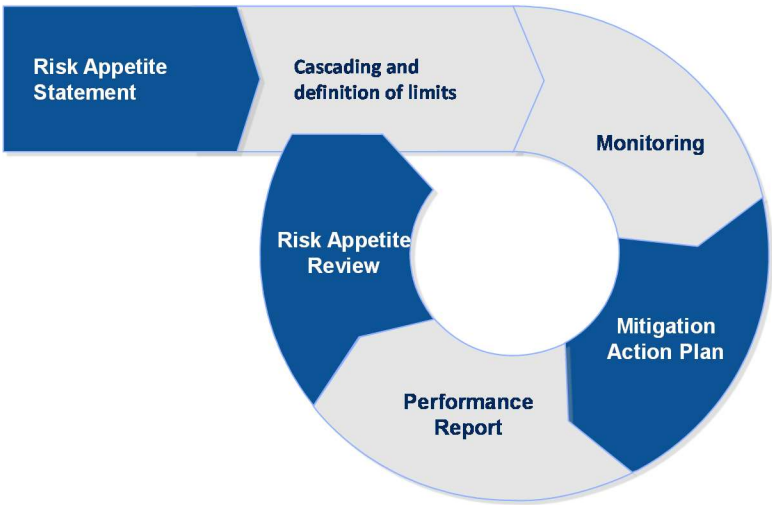 Risk Appetite
Statement
Cascading and
definition of limits
Monitoring
Mitigation
Action Plan
Performance
Report
Risk Appetite
Review